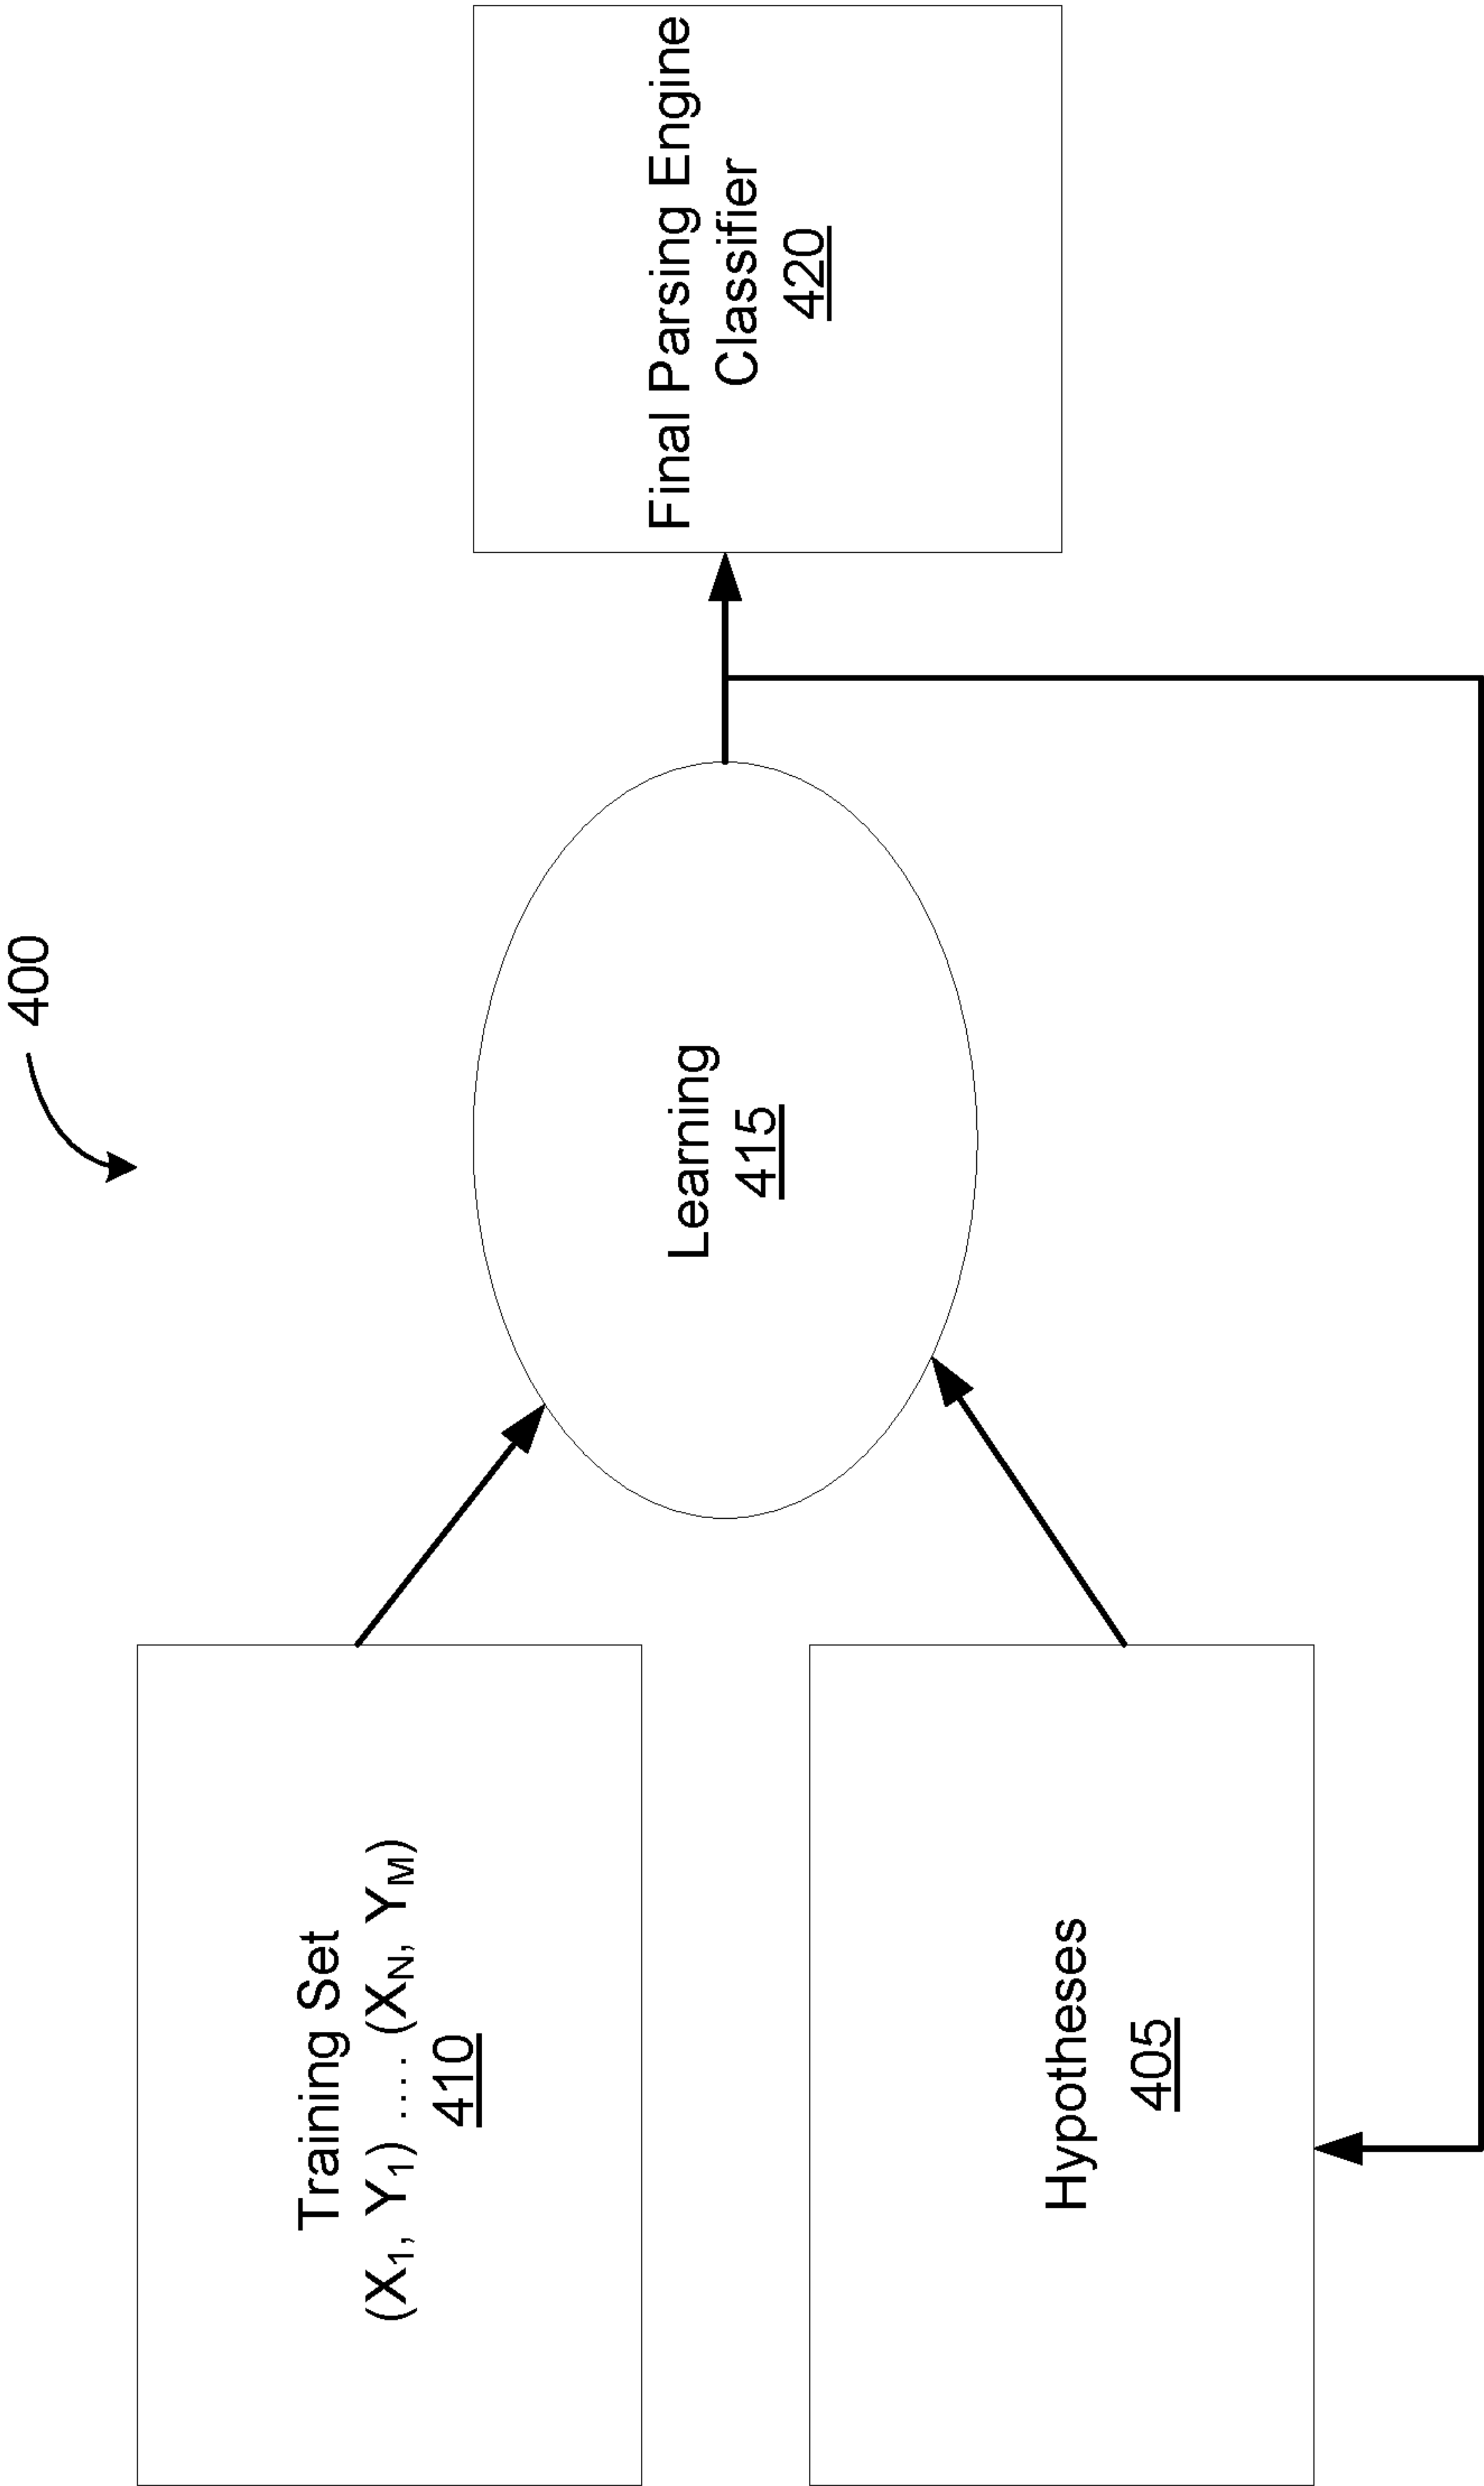 400
Training Set
(X1, Y1) .... (XN, YM)
410
Hypotheses
405
Learning
415
Final Parsing Engine
Classifier
420